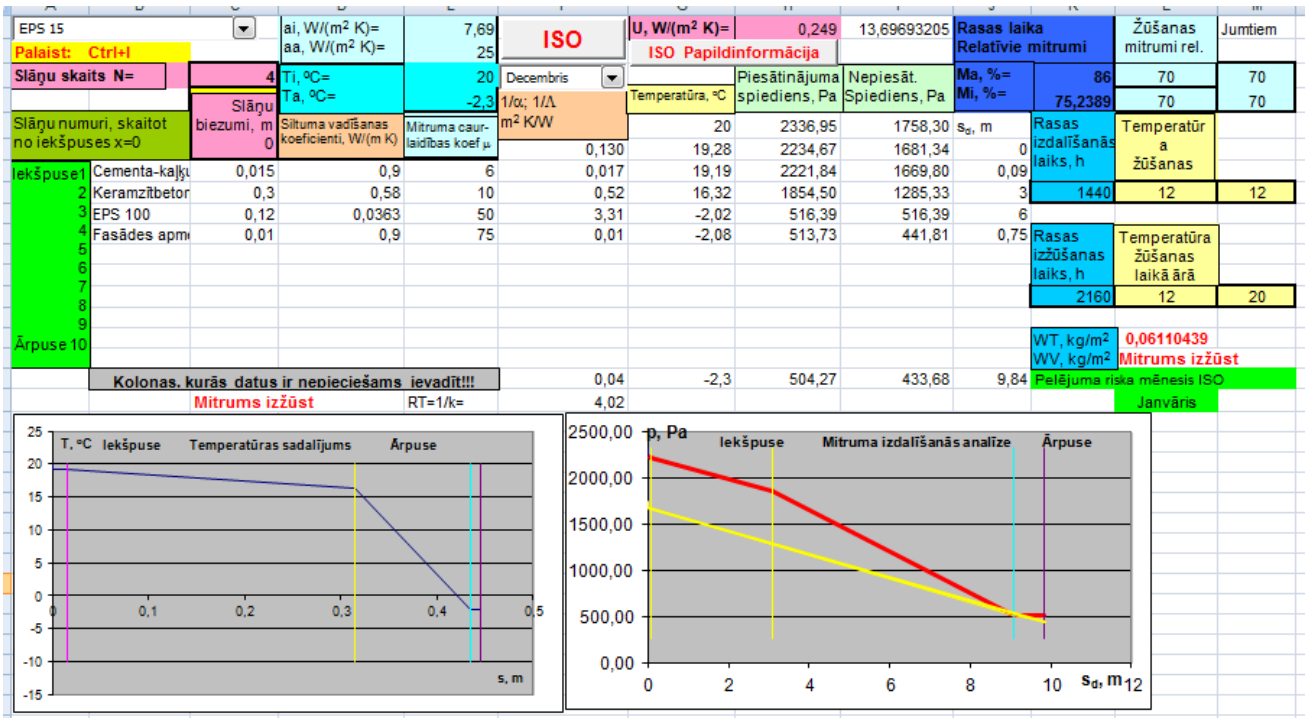 EPS 15
ai, W/(m² K)= 7,69
aa, W/(m² K)= 25
ISO
U, W/(m² K)= 0,249 13,69693205
ISO Papildinformācija
Rasas laika
Relatīvie mitrumi
Žūšanas
mitrumi rel.
Jumtiem
Palaist: Ctrl+I
Slāņu skaits N= 4
Ti, ºC= 20
Ta, ºC= -2,3
Decembris
Temperatūra, ºC
Piesātinājuma
spiediens, Pa
Nepiesāt.
Spiediens, Pa
Ma, %= 86 70 70
Mi, %= 75,2389 70 70
Slāņu numuri, skaitot
no iekšpuses x=0
Slāņu
biezumi, m
0
Siltuma vadīšanas
koeficienti, W/(m K)
Mitruma caur-
laidības koef μ
1/α; 1/Λ
m² K/W
20 2336,95 1758,30 s_d, m
0,130 19,28 2234,67 1681,34 0
Rasas
izdalīšanās
laiks, h
Temperatūr
a
žūšanas
Iekšpuse1 0,015 0,9 6 0,017 19,19 2221,84 1669,80 0,09
2 0,3 0,58 10 0,52 16,32 1854,50 1285,33 3 1440 12 12
3 EPS 100 0,12 0,0363 50 3,31 -2,02 516,39 516,39 6
4 Fasādes 0,01 0,9 75 0,01 -2,08 513,73 441,81 0,75
5
6
7
8
9
Ārpuse 10
Rasas
izžūšanas
laiks, h
Temperatūra
žūšanas
laikā ārā
2160 12 20
WT, kg/m² 0,06110439
WV, kg/m² Mitrums izžūst
Kolonas, kurās datus ir nepieciešams ievadīt!!! 0,04 -2,3 504,27 433,68 9,84 Pelējuma riska mēnesis ISO
Mitrums izžūst RT=1/k= 4,02 Janvāris
T, ºC Iekšpuse Temperatūras sadalījums Ārpuse
25
20
15
10
5
0
-5
-10
-15
0 0,1 0,2 0,3 0,4 0,5
s, m
p, Pa Iekšpuse Mitruma izdalīšanās analīze Ārpuse
2500,00
2000,00
1500,00
1000,00
500,00
0,00
0 2 4 6 8 10 s_d, m 12